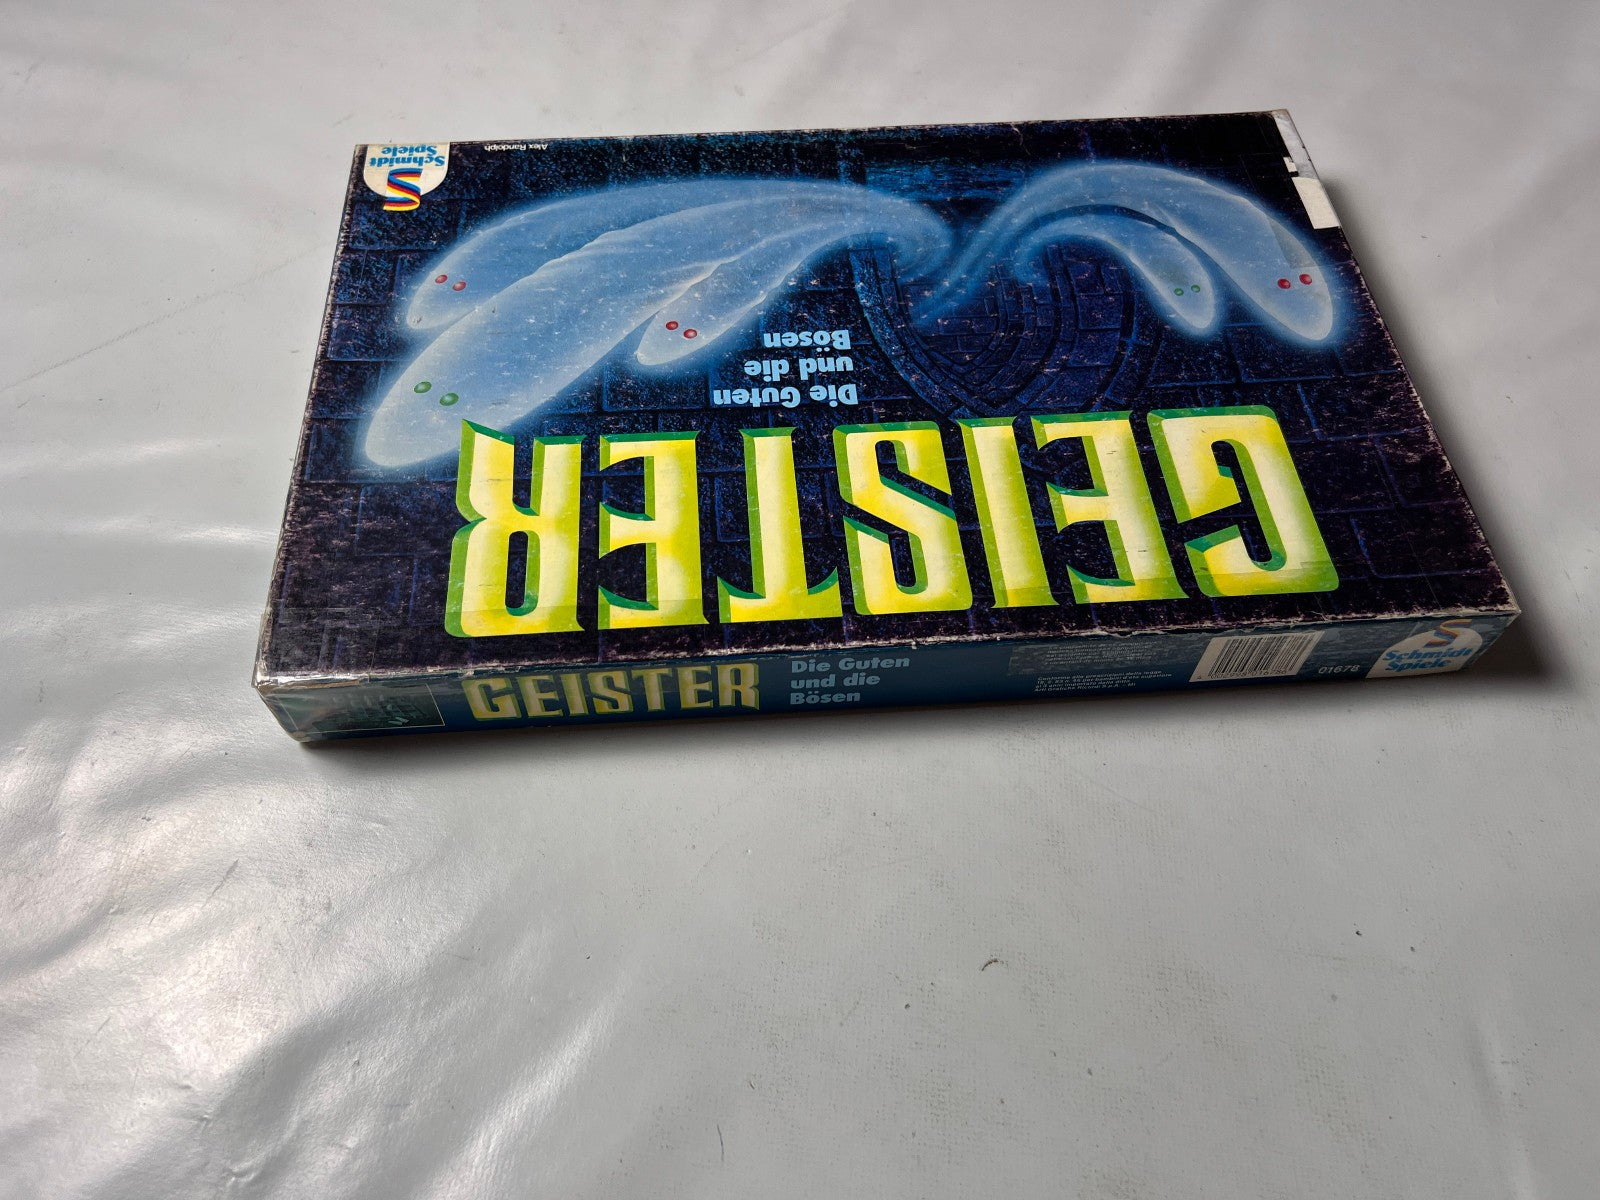 GEISTER
Die Guten
und die
Bösen
Alex Randolph
Schmidt
Spiele
GEISTER
Die Guten
und die
Bösen
01678
Schmidt
Spiele